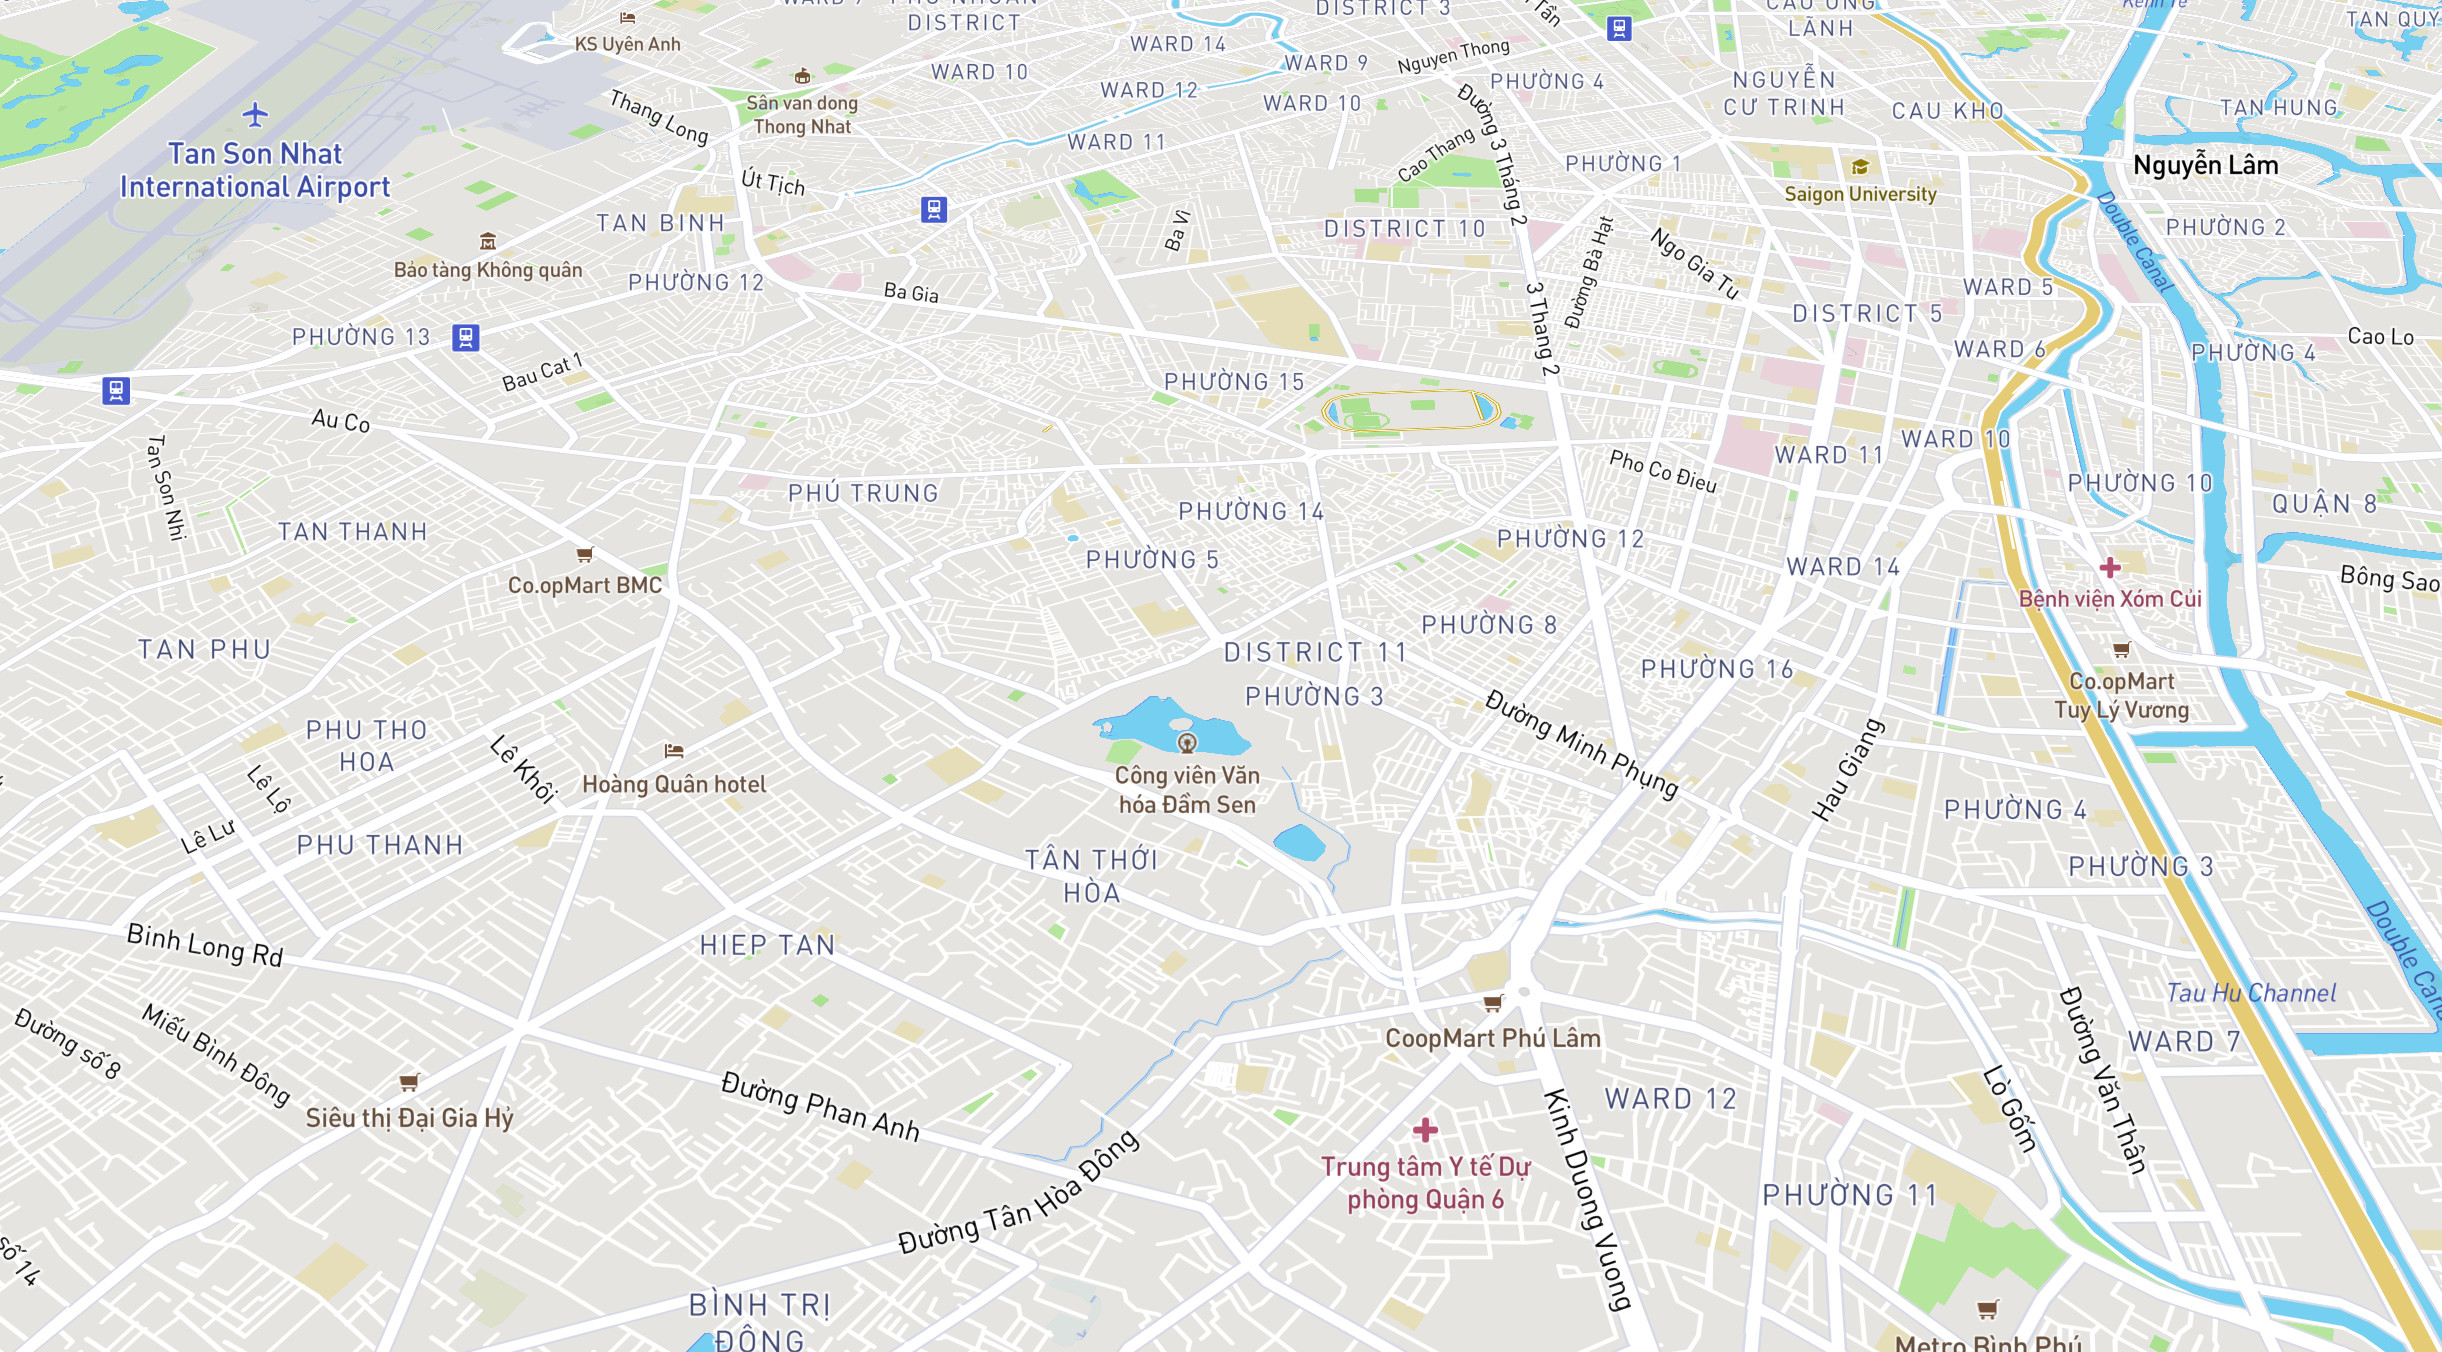 DISTRICT 3
CAU ONG
LÃNH
Kenh Te
TAN QUY
KS Uyên Anh
DISTRICT
WARD 14
WARD 9
Nguyen Thong
WARD 10
WARD 12
WARD 10
PHƯỜNG 4
NGUYỄN
CƯ TRINH
CAU KHO
TAN HUNG
Thang Long
Sân van dong
Thong Nhat
WARD 11
Cao Thang
Đường 3 Tháng 2
PHƯỜNG 1
Saigon University
Nguyễn Lâm
Tan Son Nhat
International Airport
Út Tịch
TAN BINH
Ba Vì
DISTRICT 10
Đường Bà Hạt
Ngo Gia Tu
Double Canal
PHƯỜNG 2
Bảo tàng Không quân
PHƯỜNG 12
Ba Gia
WARD 5
DISTRICT 5
PHƯỜNG 13
3 Thang 2
WARD 6
PHƯỜNG 4
Cao Lo
Bau Cat 1
PHƯỜNG 15
Au Co
Tan Son Nhi
WARD 10
WARD 11
Pho Co Đieu
PHÚ TRUNG
PHƯỜNG 14
PHƯỜNG 10
QUẬN 8
TAN THANH
PHƯỜNG 5
PHƯỜNG 12
WARD 14
Co.opMart BMC
Bông Sao
Bệnh viện Xóm Củi
PHƯỜNG 8
TAN PHU
DISTRICT 11
PHƯỜNG 3
PHƯỜNG 16
Co.opMart
Tuy Lý Vương
Đường Minh Phụng
PHU THO
HOA
Lê Khôi
Lê Lộ
Hoàng Quân hotel
Công viên Văn
hóa Đầm Sen
Hau Giang
PHƯỜNG 4
Lê Lư
PHU THANH
TÂN THỚI
HÒA
PHƯỜNG 3
Binh Long Rd
HIEP TAN
Double Canal
Tau Hu Channel
Miếu Bình Đông
Đường số 8
CoopMart Phú Lâm
Đường Văn Thân
WARD 7
Siêu thị Đại Gia Hỷ
Đường Phan Anh
Đường Tân Hòa Đông
WARD 12
Kinh Duong Vuong
Lò Gốm
Trung tâm Y tế Dự
phòng Quận 6
PHƯỜNG 11
số 14
BÌNH TRỊ
ĐÔNG
Metro Bình Phú